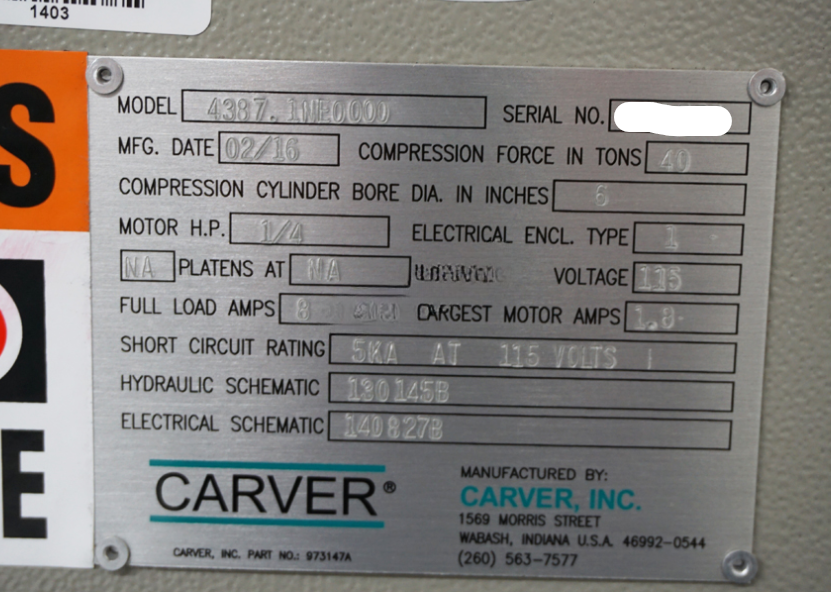 1403
S
MODEL 4387.1NE0000 SERIAL NO.
MFG. DATE 02/16 COMPRESSION FORCE IN TONS 40
COMPRESSION CYLINDER BORE DIA. IN INCHES 6
MOTOR H.P. 1/4 ELECTRICAL ENCL. TYPE 1
NA PLATENS AT NA VOLTAGE 115
FULL LOAD AMPS 8 LARGEST MOTOR AMPS 1.8
SHORT CIRCUIT RATING 5KA AT 115 VOLTS
HYDRAULIC SCHEMATIC 130145B
ELECTRICAL SCHEMATIC 140827B
E
CARVER®
CARVER, INC. PART NO.: 973147A
MANUFACTURED BY:
CARVER, INC.
1569 MORRIS STREET
WABASH, INDIANA U.S.A. 46992-0544
(260) 563-7577